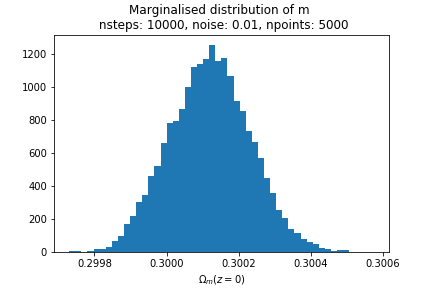 Marginalised distribution of m
nsteps: 10000, noise: 0.01, npoints: 5000
1200
1000
800
600
400
200
0
0.2998 0.3000 0.3002 0.3004 0.3006
Ωm(z = 0)